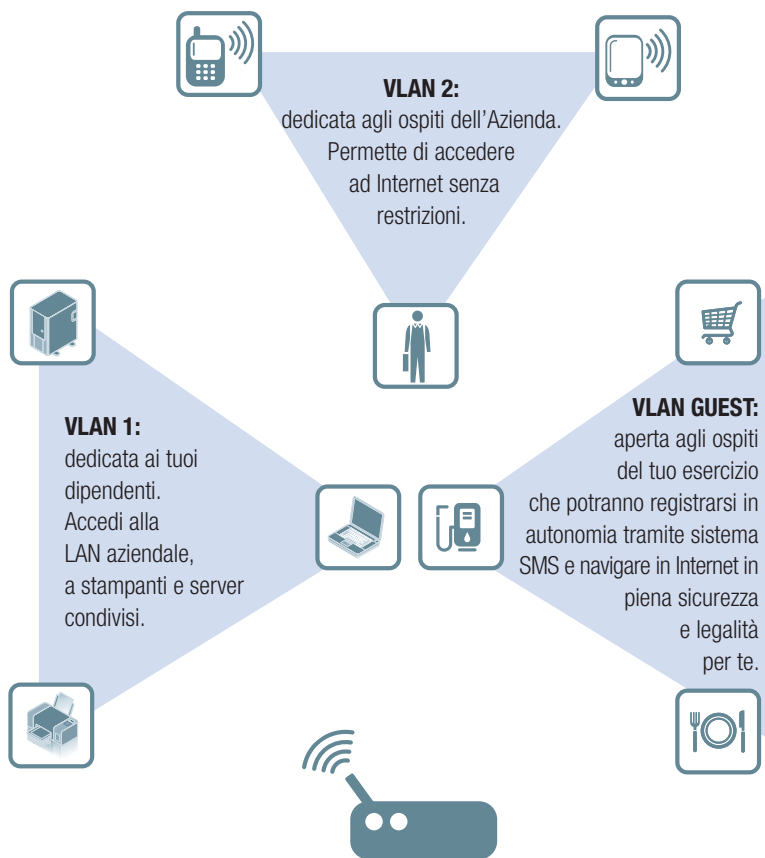 VLAN 2:
dedicata agli ospiti dell'Azienda.
Permette di accedere
ad Internet senza
restrizioni.
VLAN 1:
dedicata ai tuoi
dipendenti.
Accedi alla
LAN aziendale,
a stampanti e server
condivisi.
VLAN GUEST:
aperta agli ospiti
del tuo esercizio
che potranno registrarsi in
autonomia tramite sistema
SMS e navigare in Internet in
piena sicurezza
e legalità
per te.